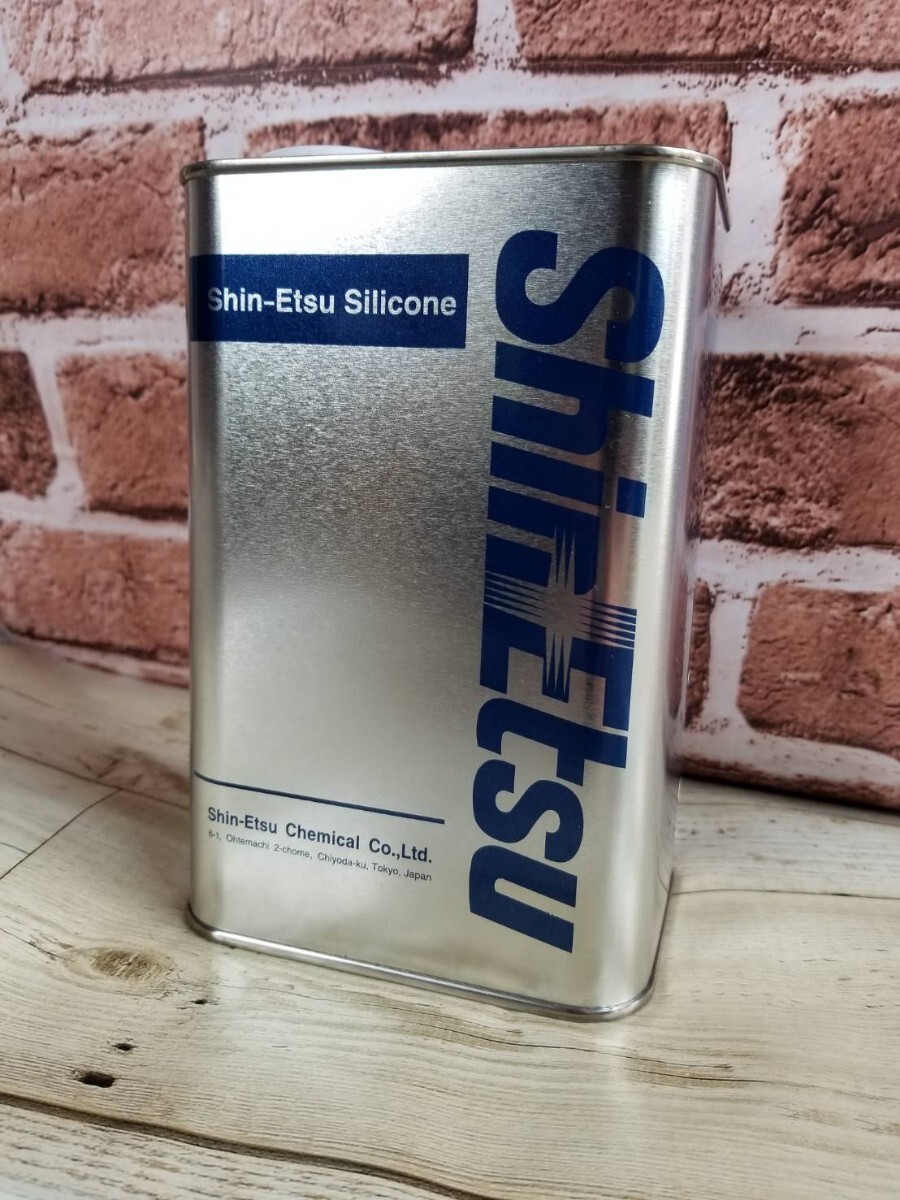 Shin-Etsu Silicone
ShinEtsu
Shin-Etsu Chemical Co.,Ltd.
6-1, Ohtemachi 2-chome, Chiyoda-ku, Tokyo, Japan